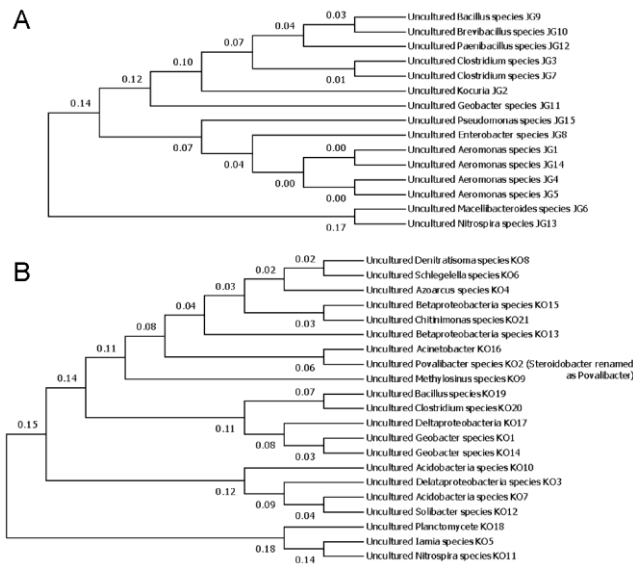 A
0.03
Uncultured Bacillus species JG9
0.04
Uncultured Brevibacillus species JG10
0.07
Uncultured Paenibacillus species JG12
0.10
Uncultured Clostridium species JG3
0.01
Uncultured Clostridium species JG7
0.12
Uncultured Kocuria JG2
0.14
Uncultured Geobacter species JG11
Uncultured Pseudomonas species JG15
0.07
Uncultured Enterobacter species JG8
0.04
0.00
Uncultured Aeromonas species JG1
Uncultured Aeromonas species JG14
0.00
Uncultured Aeromonas species JG4
0.00
Uncultured Aeromonas species JG5
Uncultured Macellibacteroides species JG6
0.17
Uncultured Nitrospira species JG13
B
0.02
Uncultured Denitratisoma species KO8
0.02
Uncultured Schlegelella species KO6
0.03
Uncultured Azoarcus species KO4
0.04
Uncultured Betaproteobacteria species KO15
0.03
Uncultured Chitinimonas species KO21
0.08
Uncultured Betaproteobacteria species KO13
0.11
Uncultured Acinetobacter KO16
0.06
Uncultured Povalibacter species KO2 (Steroidobacter renamed
as Povalibacter)
Uncultured Methylosinus species KO9
0.14
0.07
Uncultured Bacillus species KO19
Uncultured Clostridium species KO20
0.11
Uncultured Deltaproteobacteria KO17
0.15
0.08
Uncultured Geobacter species KO1
0.03
Uncultured Geobacter species KO14
Uncultured Acidobacteria species KO10
0.12
Uncultured Delataproteobacteria species KO3
0.09
Uncultured Acidobacteria species KO7
0.04
Uncultured Solibacter species KO12
Uncultured Planctomycete KO18
0.18
Uncultured Iamia species KO5
0.14
Uncultured Nitrospira species KO11